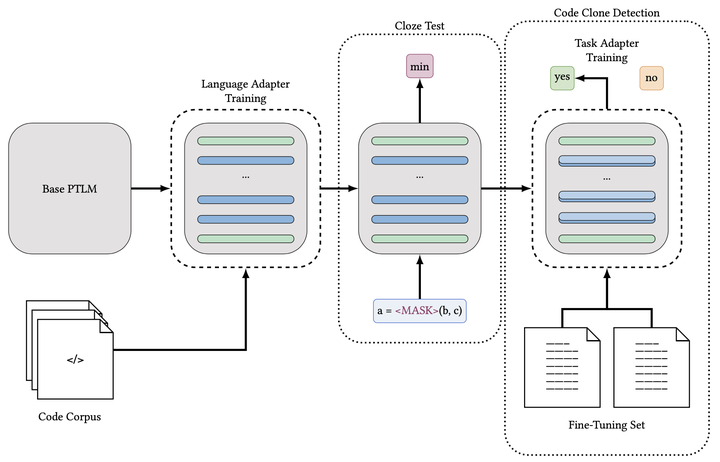 Code Clone Detection
Cloze Test
Task Adapter
Training
min
yes
no
Language Adapter
Training
Base PTLM
...
...
...
a = <MASK>(b, c)
</>
Code Corpus
Fine-Tuning Set